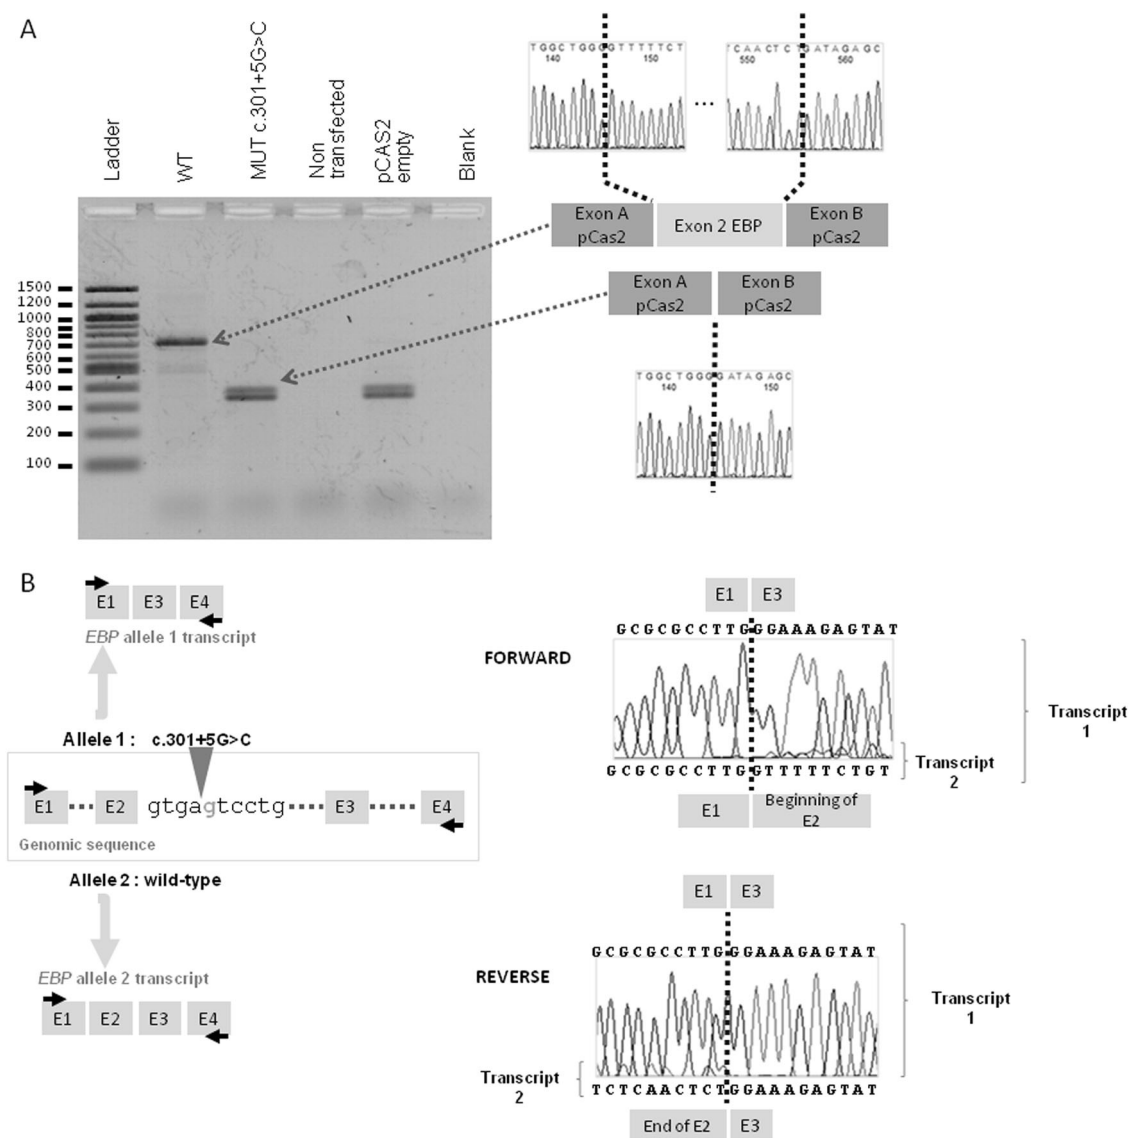 A
Ladder
WT
MUT c.301+5G>C
Non
transfected
pCAS2
empty
Blank
1500
1200
1000
800
700
600
500
400
300
200
100
TGGCTGGGGTTTTTCT
140 150
TCAACTCTGATAGAGC
550 560
...
Exon A
pCas2
Exon 2 EBP
Exon B
pCas2
Exon A
pCas2
Exon B
pCas2
TGGCTGGGGATAGAGC
140 150
B
E1 E3 E4
EBP allele 1 transcript
Allele 1 : c.301+5G>C
E1 E2 gtgagtcctg E3 E4
Genomic sequence
Allele 2 : wild-type
EBP allele 2 transcript
E1 E2 E3 E4
E1 E3
GCGCGCCTTGGGAAAGAGTAT
FORWARD
Transcript
1
Transcript
2
GCGCGCCTTGGTTTTTCTGT
E1
Beginning of
E2
E1 E3
GCGCGCCTTGGGAAAGAGTAT
REVERSE
Transcript
1
Transcript
2
TCTCAACTCTGGAAAGAGTAT
End of E2 E3